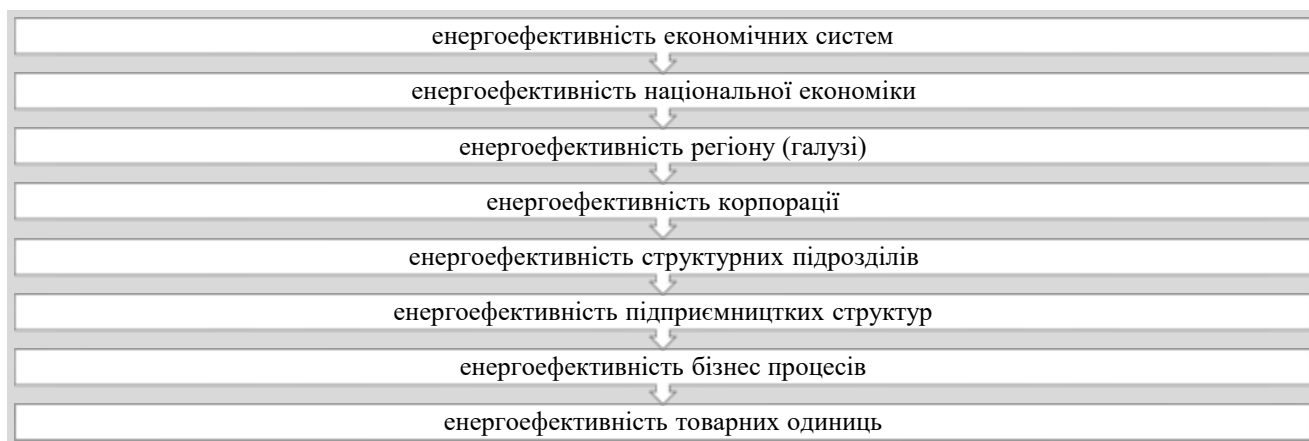 енергоефективність економічних систем
енергоефективність національної економіки
енергоефективність регіону (галузі)
енергоефективність корпорації
енергоефективність структурних підрозділів
енергоефективність підприємництких структур
енергоефективність бізнес процесів
енергоефективність товарних одиниць